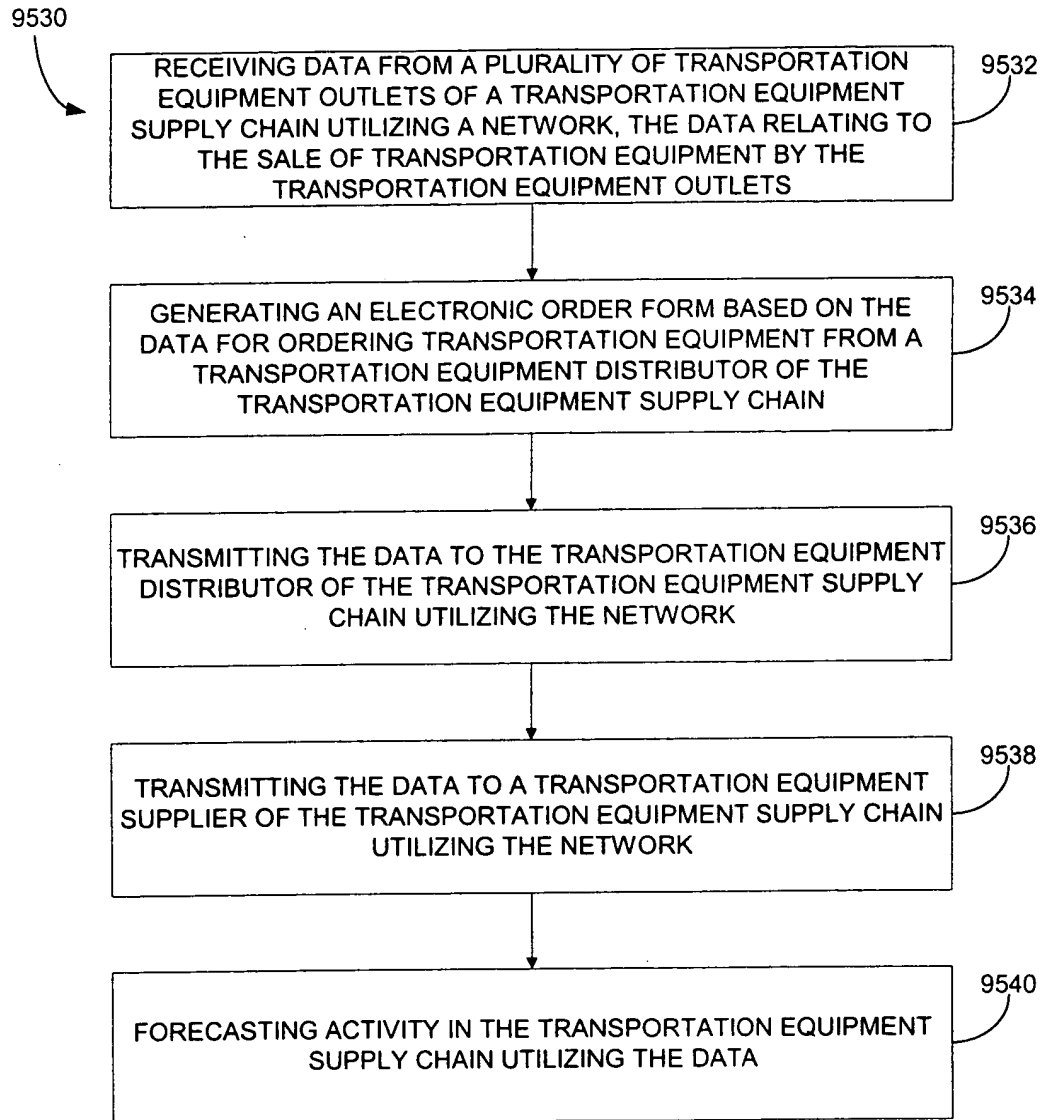 9530
RECEIVING DATA FROM A PLURALITY OF TRANSPORTATION
EQUIPMENT OUTLETS OF A TRANSPORTATION EQUIPMENT
SUPPLY CHAIN UTILIZING A NETWORK, THE DATA RELATING TO
THE SALE OF TRANSPORTATION EQUIPMENT BY THE
TRANSPORTATION EQUIPMENT OUTLETS
9532
GENERATING AN ELECTRONIC ORDER FORM BASED ON THE
DATA FOR ORDERING TRANSPORTATION EQUIPMENT FROM A
TRANSPORTATION EQUIPMENT DISTRIBUTOR OF THE
TRANSPORTATION EQUIPMENT SUPPLY CHAIN
9534
TRANSMITTING THE DATA TO THE TRANSPORTATION EQUIPMENT
DISTRIBUTOR OF THE TRANSPORTATION EQUIPMENT SUPPLY
CHAIN UTILIZING THE NETWORK
9536
TRANSMITTING THE DATA TO A TRANSPORTATION EQUIPMENT
SUPPLIER OF THE TRANSPORTATION EQUIPMENT SUPPLY CHAIN
UTILIZING THE NETWORK
9538
FORECASTING ACTIVITY IN THE TRANSPORTATION EQUIPMENT
SUPPLY CHAIN UTILIZING THE DATA
9540